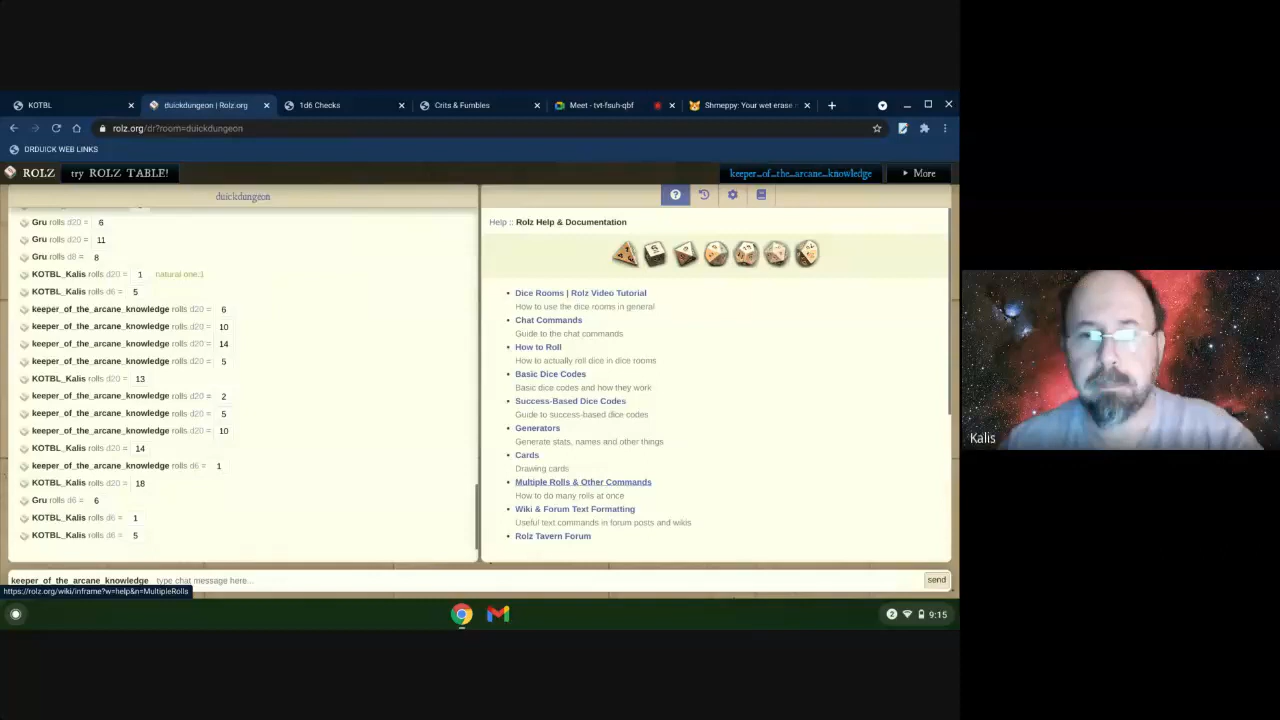 KOTBL
duickdungeon | Rolz.org
1d6 Checks
Crits & Fumbles
Meet - tvt-fsuh-qbf
Shmeppy: Your wet erase
rolz.org/dr?room=duickdungeon
DRDUICK WEB LINKS
ROLZ
try ROLZ TABLE!
keeper_of_the_arcane_knowledge
More
duickdungeon
Gru rolls d20 = 6
Gru rolls d20 = 11
Gru rolls d8 = 8
KOTBL_Kalis rolls d20 = 1 natural one:1
KOTBL_Kalis rolls d6 = 5
keeper_of_the_arcane_knowledge rolls d20 = 6
keeper_of_the_arcane_knowledge rolls d20 = 10
keeper_of_the_arcane_knowledge rolls d20 = 14
keeper_of_the_arcane_knowledge rolls d20 = 5
KOTBL_Kalis rolls d20 = 13
keeper_of_the_arcane_knowledge rolls d20 = 2
keeper_of_the_arcane_knowledge rolls d20 = 5
keeper_of_the_arcane_knowledge rolls d20 = 10
KOTBL_Kalis rolls d20 = 14
keeper_of_the_arcane_knowledge rolls d6 = 1
KOTBL_Kalis rolls d20 = 18
Gru rolls d6 = 6
KOTBL_Kalis rolls d6 = 1
KOTBL_Kalis rolls d6 = 5
Help :: Rolz Help & Documentation
Dice Rooms | Rolz Video Tutorial
How to use the dice rooms in general
Chat Commands
Guide to the chat commands
How to Roll
How to actually roll dice in dice rooms
Basic Dice Codes
Basic dice codes and how they work
Success-Based Dice Codes
Guide to success-based dice codes
Generators
Generate stats, names and other things
Cards
Drawing cards
Multiple Rolls & Other Commands
How to do many rolls at once
Wiki & Forum Text Formatting
Useful text commands in forum posts and wikis
Rolz Tavern Forum
keeper_of_the_arcane_knowledge type chat message here...
send
https://rolz.org/wiki/inframe?w=help&n=MultipleRolls
2
9:15
Kalis